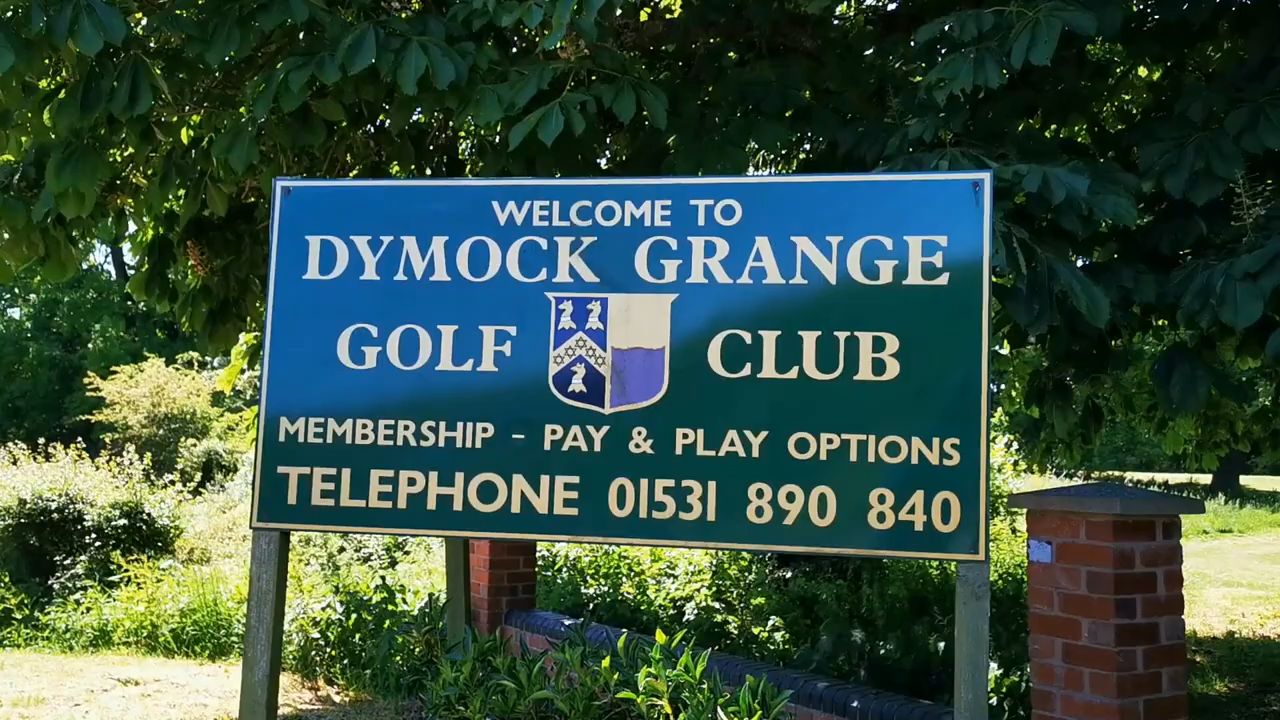 WELCOME TO
DYMOCK GRANGE
GOLF CLUB
MEMBERSHIP - PAY & PLAY OPTIONS
TELEPHONE 01531 890 840